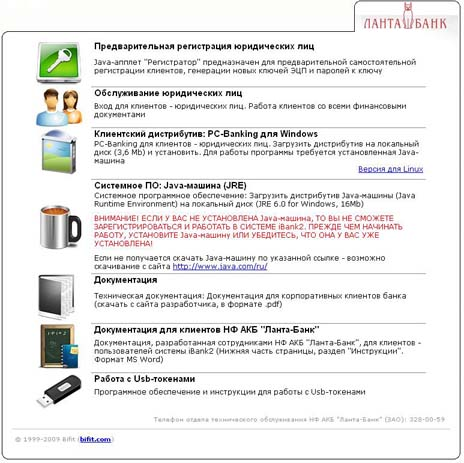 ЛАНТА БАНК
Предварительная регистрация юридических лиц
Java-апплет "Регистратор" предназначен для предварительной самостоятельной
регистрации клиентов, генерации новых ключей ЭЦП и паролей к ключу
Обслуживание юридических лиц
Вход для клиентов - юридических лиц. Работа клиентов со всеми финансовыми
документами
Клиентский дистрибутив: PC-Banking для Windows
PC-Banking для клиентов - юридических лиц. Загрузить дистрибутив на локальный
диск (3,6 Мб) и установить. Для работы программы требуется установленная Java-
машина
Версия для Linux
Системное ПО: Java-машина (JRE)
Системное программное обеспечение: Загрузить дистрибутив Java-машины (Java
Runtime Environment) на локальный диск (JRE 6.0 for Windows, 16Mb)
ВНИМАНИЕ! ЕСЛИ У ВАС НЕ УСТАНОВЛЕНА Java-машина, ТО ВЫ НЕ СМОЖЕТЕ
ЗАРЕГИСТРИРОВАТЬСЯ И РАБОТАТЬ В СИСТЕМЕ iBank2. ПРЕЖДЕ ЧЕМ НАЧИНАТЬ
РАБОТУ, УСТАНОВИТЕ Java-машину ИЛИ УБЕДИТЕСЬ, ЧТО ОНА У ВАС УЖЕ
УСТАНОВЛЕНА!
Если не получается скачать Java-машину по указанной ссылке - возможно
скачивание с сайта http://www.java.com/ru/
Документация
Техническая документация: Документация для корпоративных клиентов банка
(скачать с сайта разработчика, в формате .pdf)
Документация для клиентов НФ АКБ "Ланта-Банк"
Документация, разработанная сотрудниками НФ АКБ "Ланта-Банк", для клиентов -
пользователей системы iBank2 (Нижняя часть страницы, раздел "Инструкции".
Формат MS Word)
Работа с Usb-токенами
Программное обеспечение и инструкции для работы с Usb-токенами
Телефон отдела технического обслуживания НФ АКБ "Ланта-Банк" (ЗАО): 328-00-59
© 1999-2009 Bifit (bifit.com)